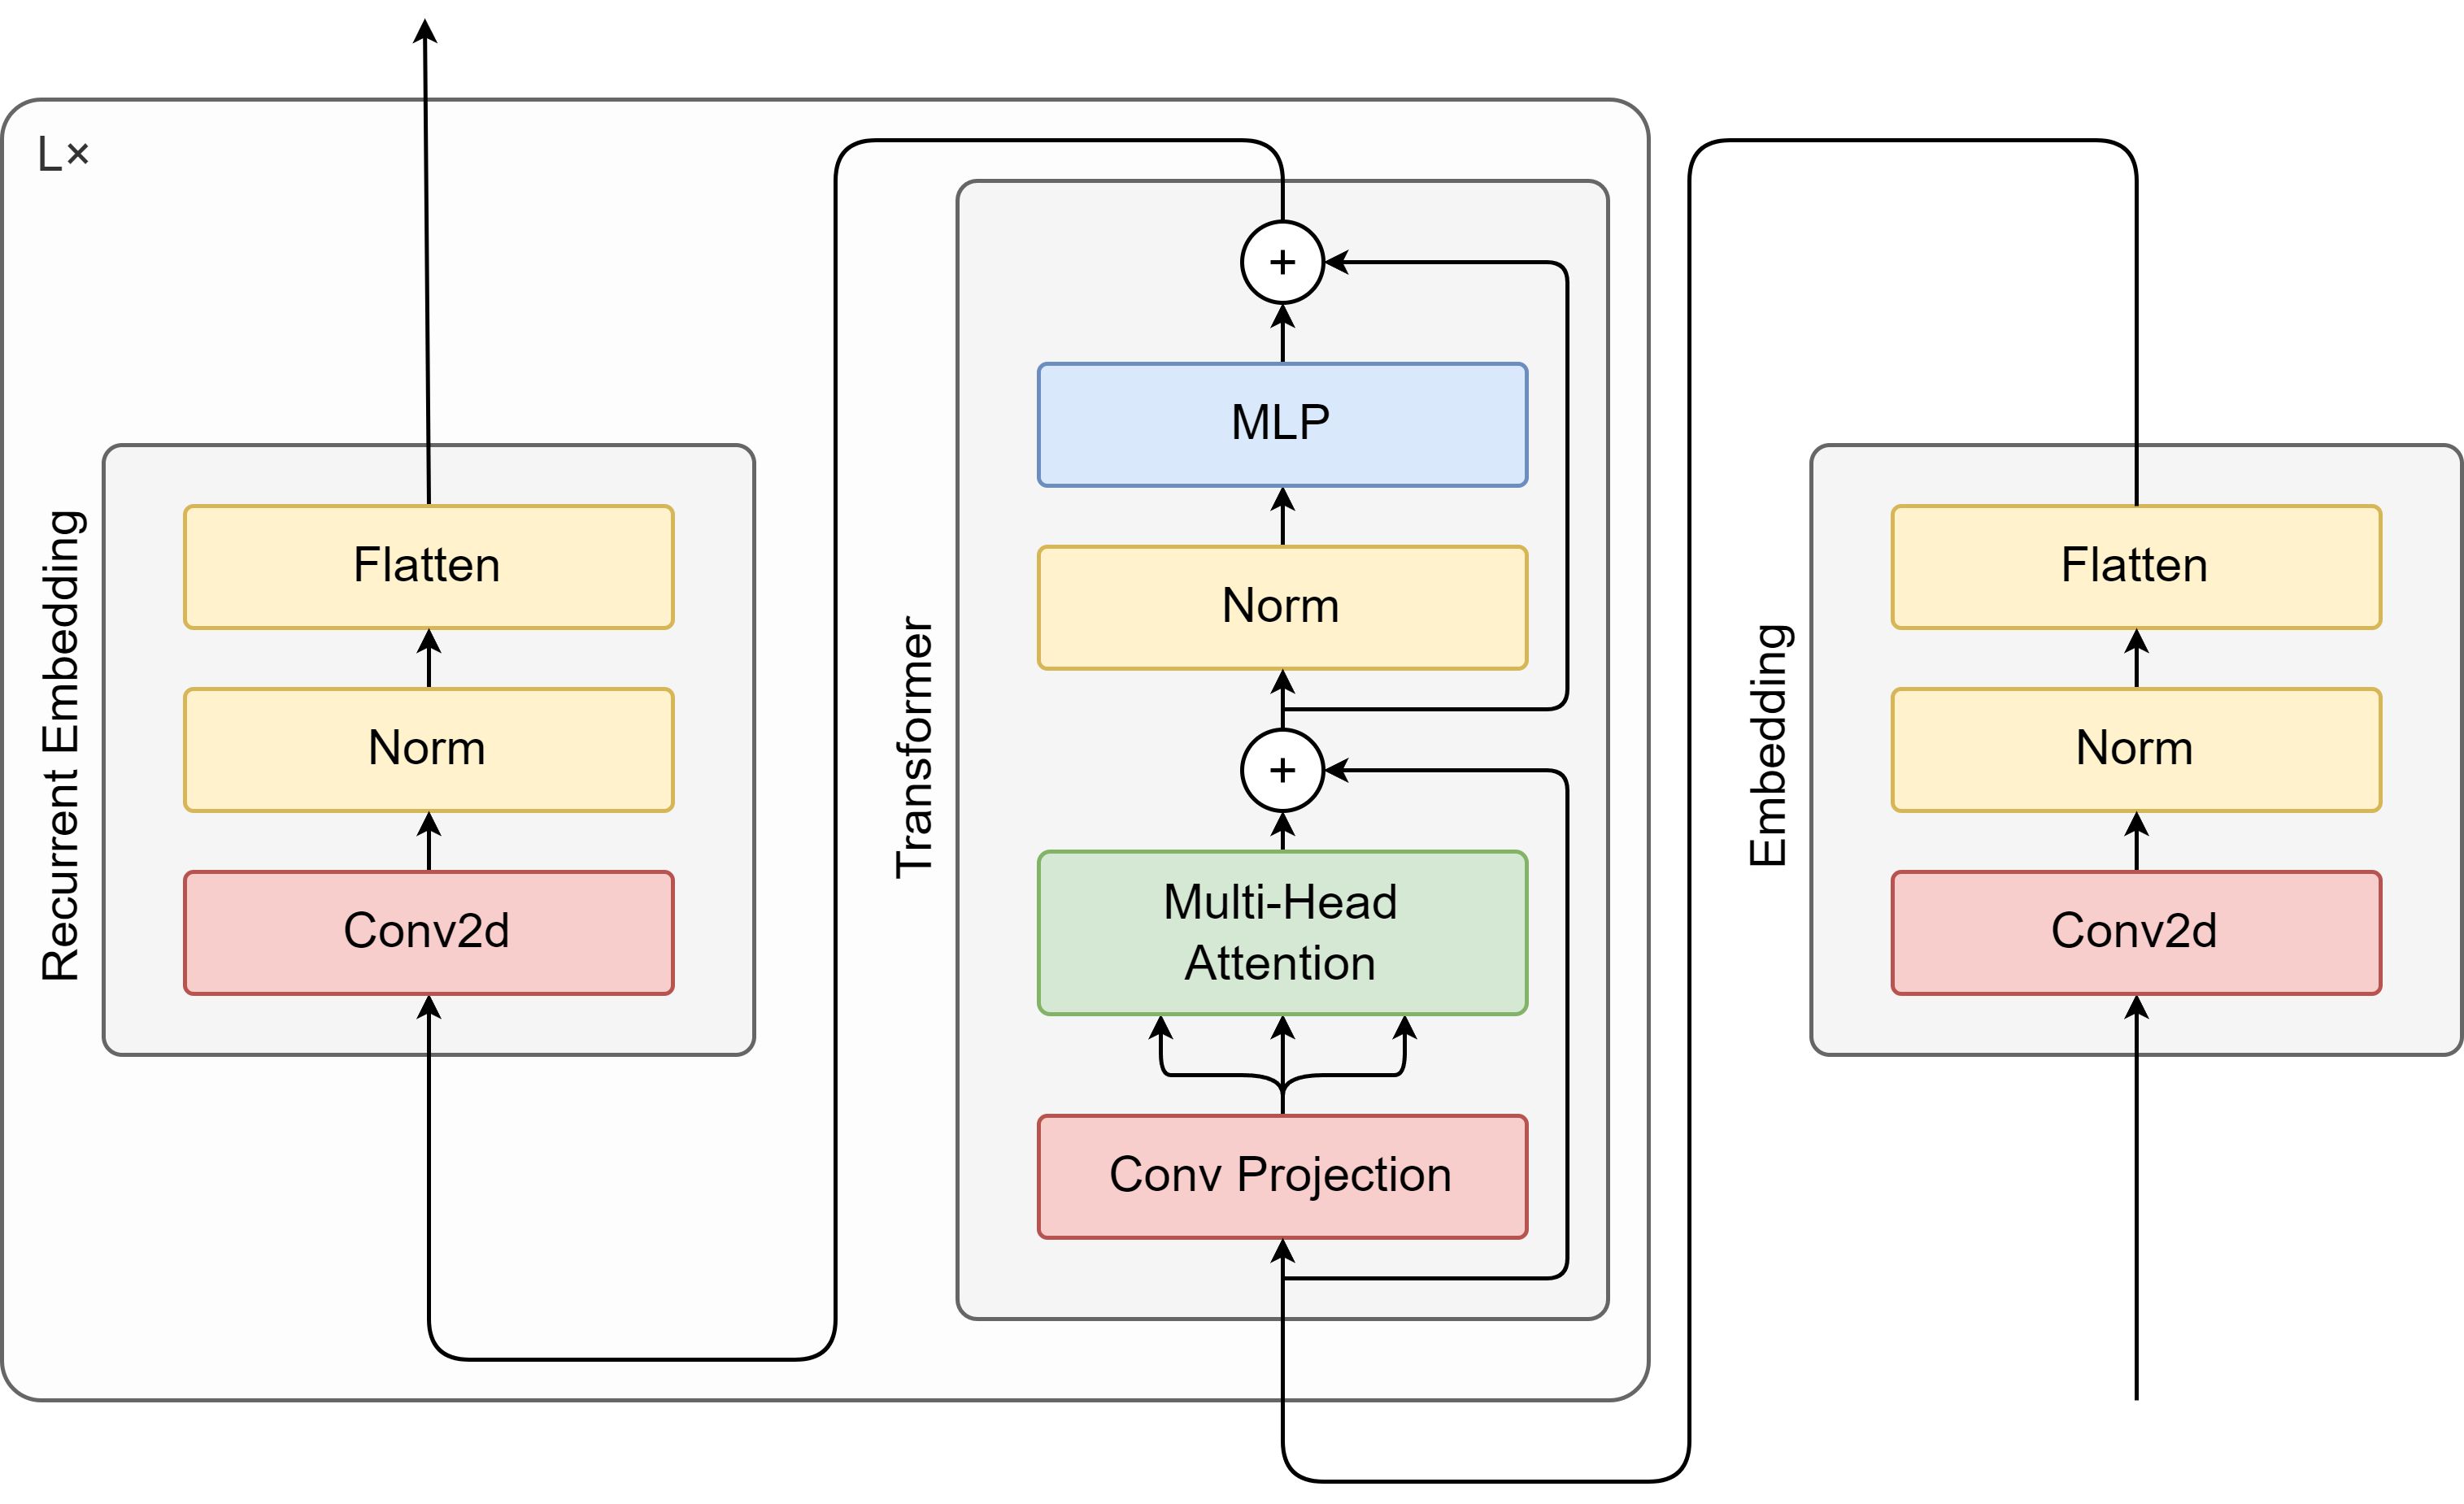 L×
Recurrent Embedding
Flatten
Norm
Conv2d
Transformer
+
MLP
Norm
+
Multi-Head
Attention
Conv Projection
Embedding
Flatten
Norm
Conv2d